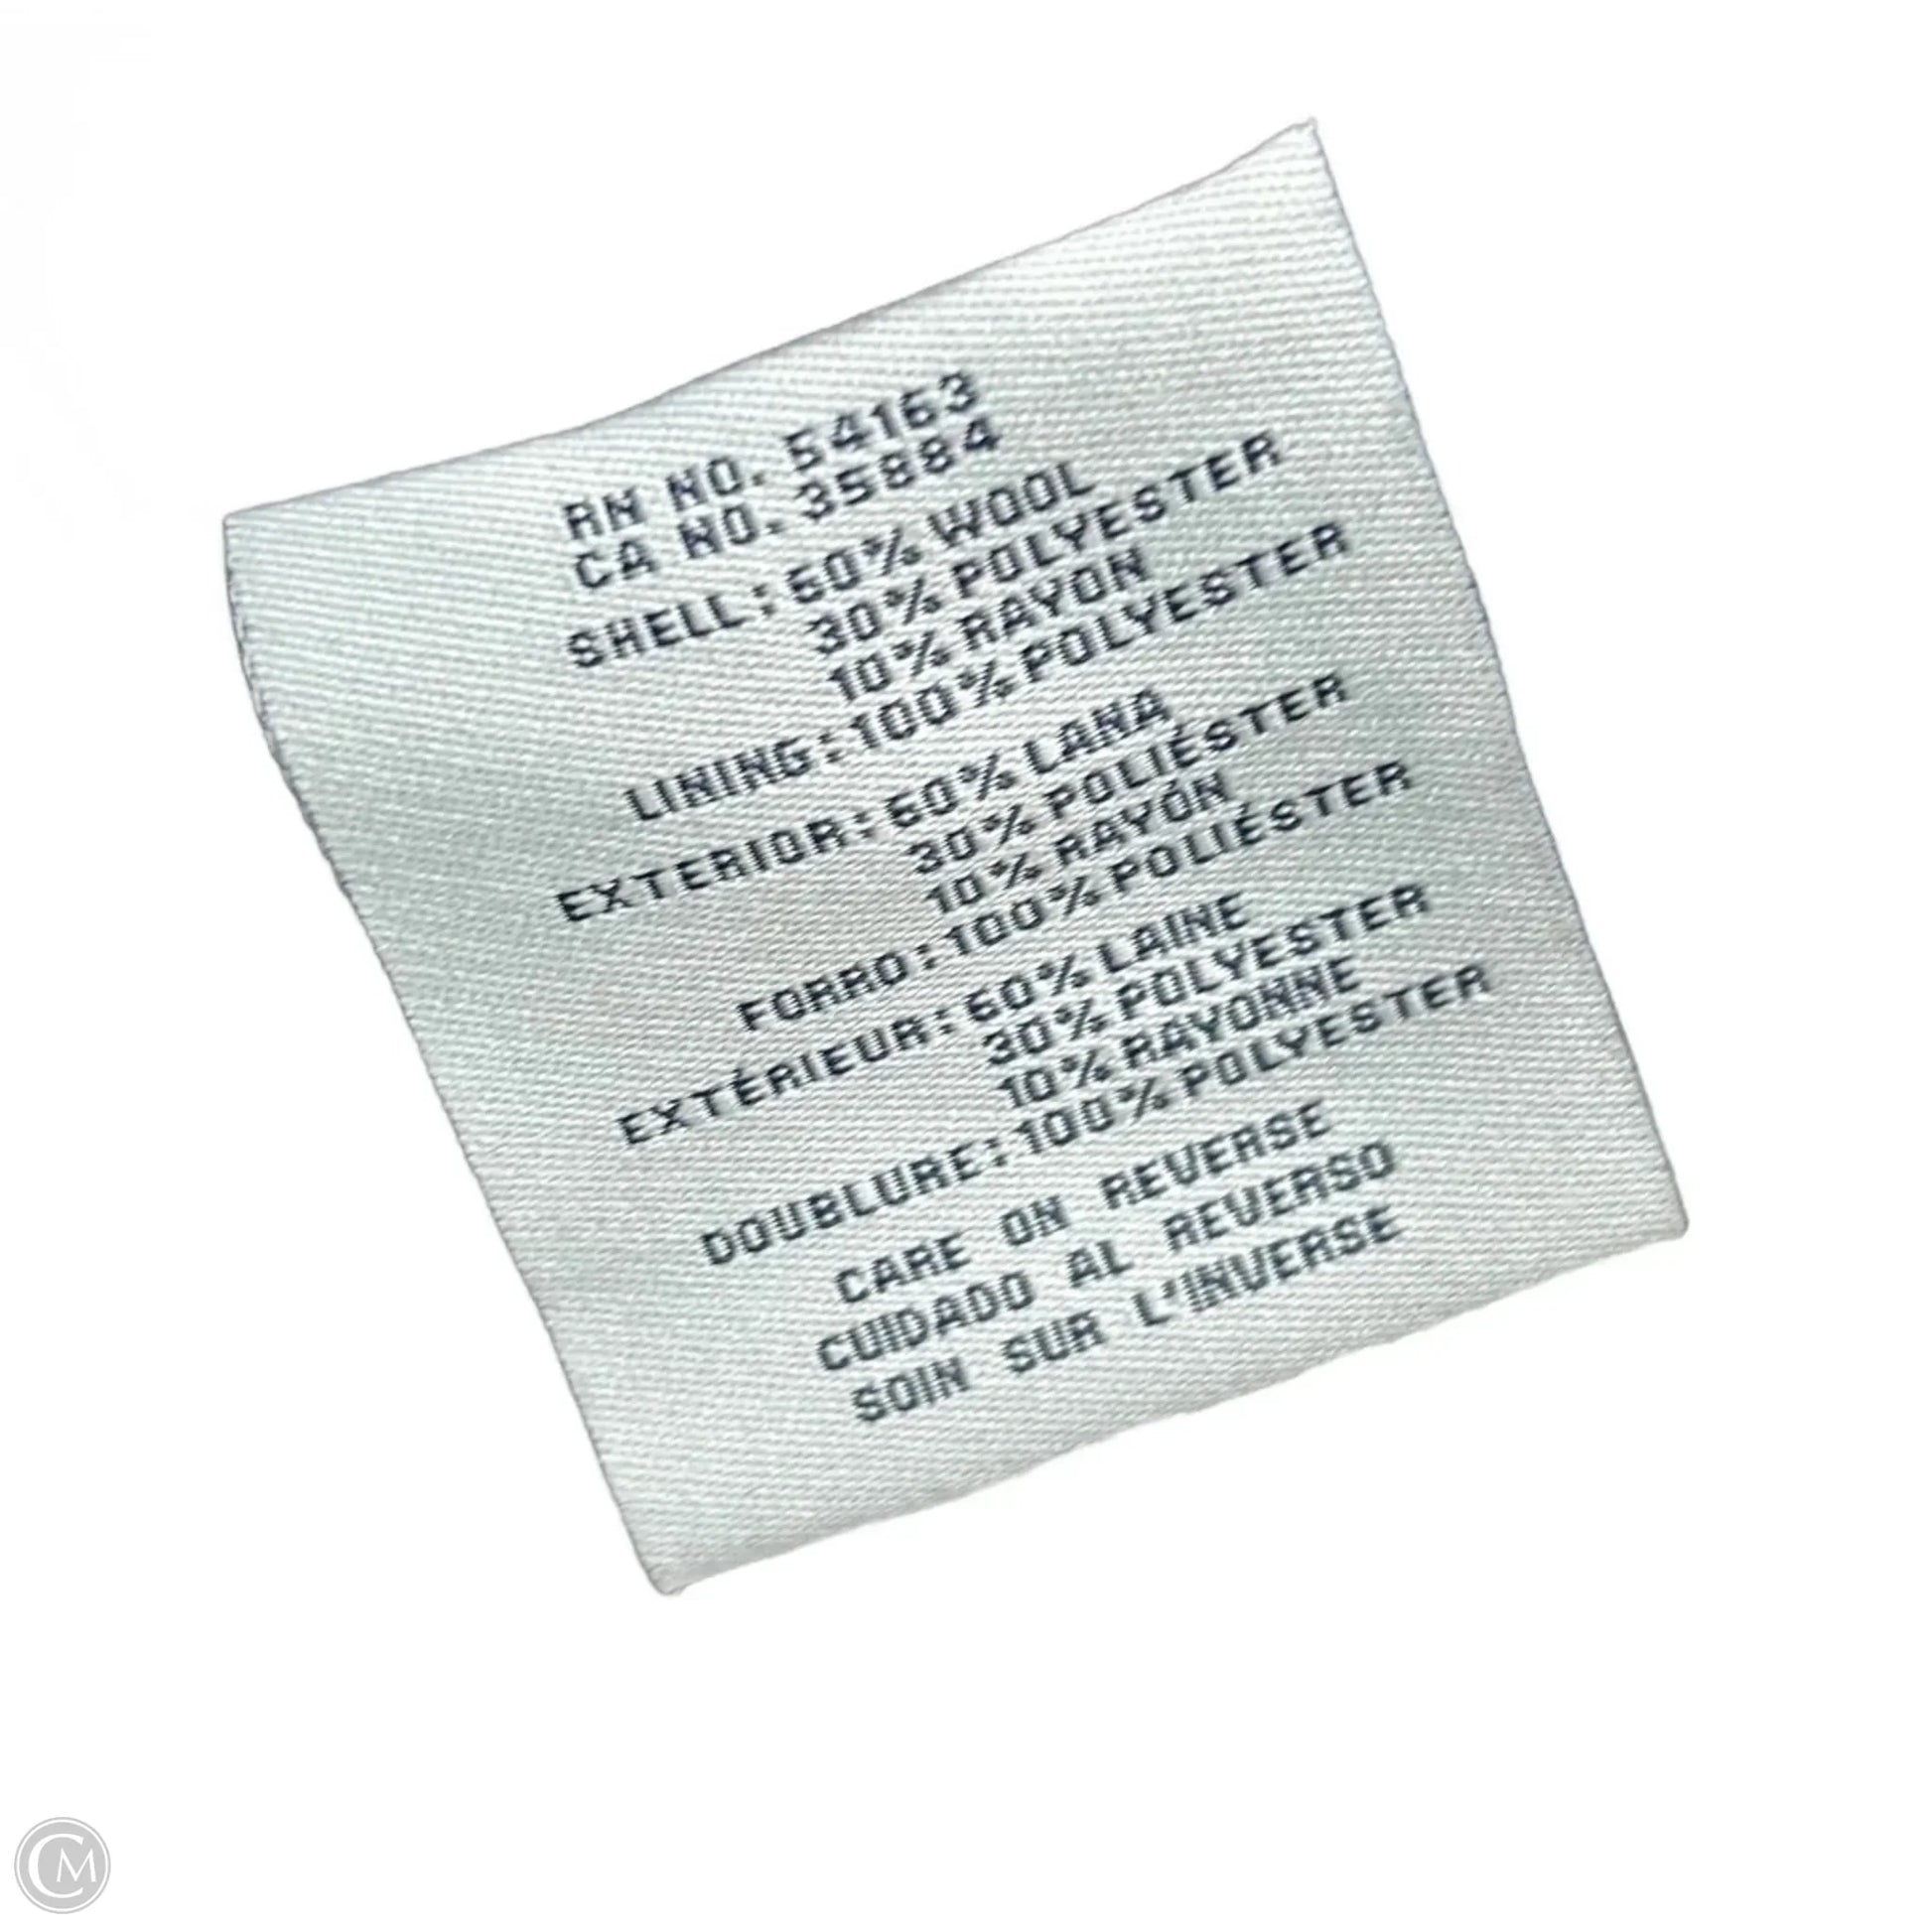 RN NO. 54163
CA NO. 35884
SHELL: 60% WOOL
30% POLYESTER
10% RAYON
LINING: 100% POLYESTER
EXTERIOR: 60% LANA
30% POLIÉSTER
10% RAYÓN
FORRO: 100% POLIÉSTER
EXTÉRIEUR: 60% LAINE
30% POLYESTER
10% RAYONNE
DOUBLURE: 100% POLYESTER
CARE ON REVERSE
CUIDADO AL REVERSO
SOIN SUR L'INVERSE
CM